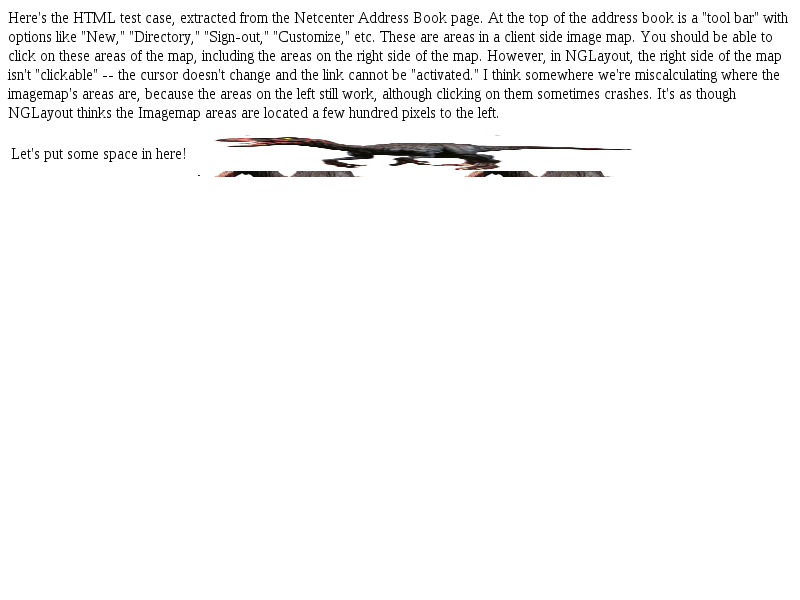 Here's the HTML test case, extracted from the Netcenter Address Book page. At the top of the address book is a "tool bar" with
options like "New," "Directory," "Sign-out," "Customize," etc. These are areas in a client side image map. You should be able to
click on these areas of the map, including the areas on the right side of the map. However, in NGLayout, the right side of the map
isn't "clickable" -- the cursor doesn't change and the link cannot be "activated." I think somewhere we're miscalculating where the
imagemap's areas are, because the areas on the left still work, although clicking on them sometimes crashes. It's as though
NGLayout thinks the Imagemap areas are located a few hundred pixels to the left.
Let's put some space in here!